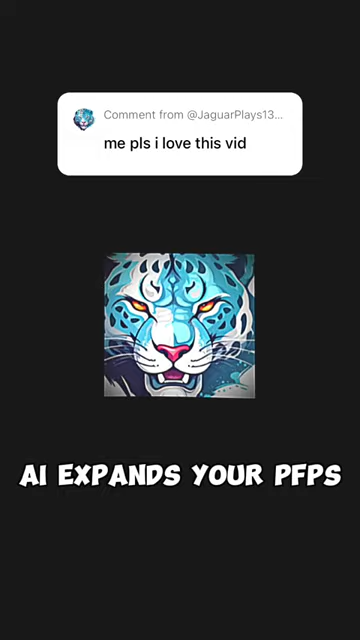 Comment from @JaguarPlays13...
me pls i love this vid
AI EXPANDS YOUR PFPS